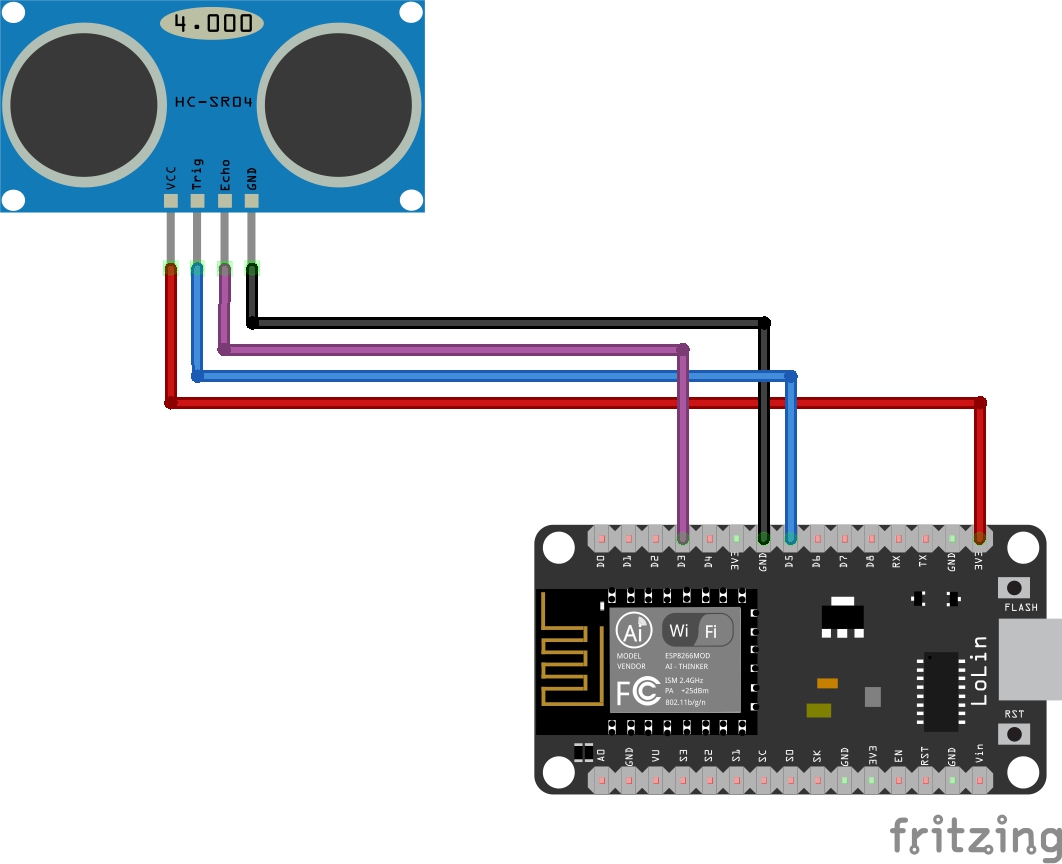 4.000
HC-SR04
VCC
Trig
Echo
GND
D0
D1
D2
D3
D4
3V3
GND
D5
D6
D7
D8
RX
TX
GND
3V3
FLASH
Ai
Wi Fi
MODEL ESP8266MOD
VENDOR AI - THINKER
ISM 2.4GHz
PA +25dBm
802.11b/g/n
FCC
LoLin
RST
A0
GND
VU
S3
S2
S1
SC
S0
SK
GND
3V3
EN
RST
GND
Vin
fritzing